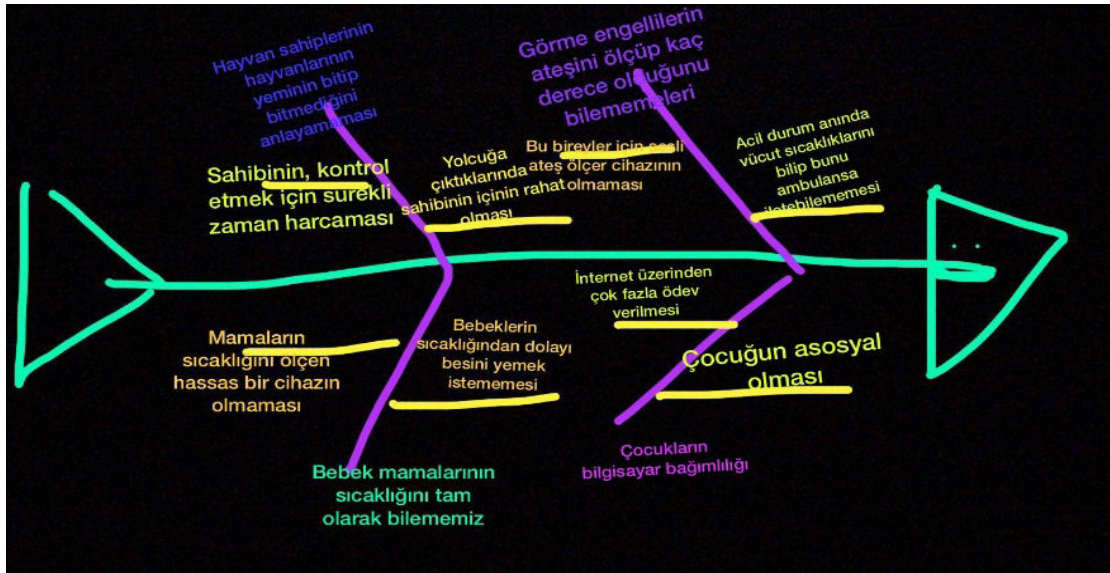 Hayvan sahiplerinin
hayvanlarının
yeminin bitip
bitmediğini
anlayamaması
Sahibinin, kontrol
etmek için sürekli
zaman harcaması
Yolcuğa
çıktıklarında
sahibinin içinin rahat
olması
Görme engellilerin
ateşini ölçüp kaç
derece olduğunu
bilememeleri
Bu bireyler için sesli
ateş ölçer cihazının
olmaması
Acil durum anında
vücut sıcaklıklarını
bilip bunu
ambulansa
iletebilememesi
Mamaların
sıcaklığını ölçen
hassas bir cihazın
olmaması
Bebeklerin
sıcaklığından dolayı
besini yemek
istememesi
Bebek mamalarının
sıcaklığını tam
olarak bilememiz
İnternet üzerinden
çok fazla ödev
verilmesi
Çocuğun asosyal
olması
Çocukların
bilgisayar bağımlılığı